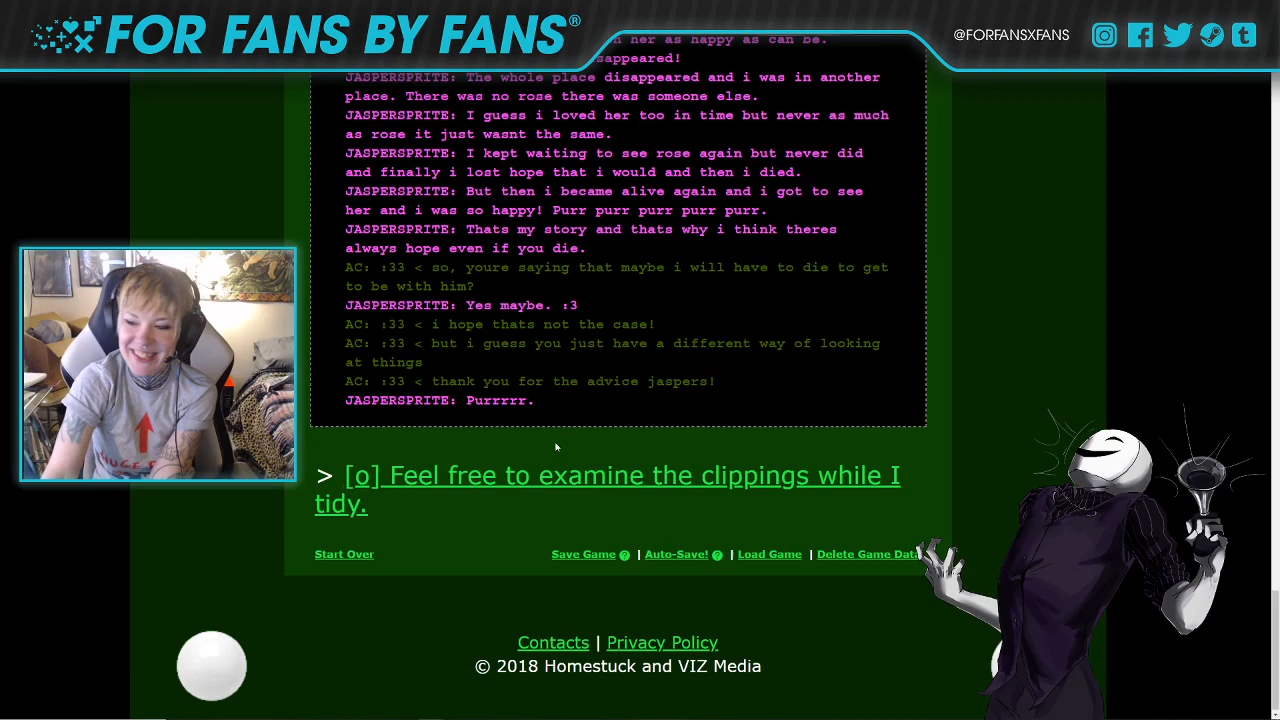 FOR FANS BY FANS®
@FORFANSXFANS
her as happy as can be.
sappeared!
JASPERSPRITE: The whole place disappeared and i was in another
place. There was no rose there was someone else.
JASPERSPRITE: I guess i loved her too in time but never as much
as rose it just wasnt the same.
JASPERSPRITE: I kept waiting to see rose again but never did
and finally i lost hope that i would and then i died.
JASPERSPRITE: But then i became alive again and i got to see
her and i was so happy! Purr purr purr purr purr.
JASPERSPRITE: Thats my story and thats why i think theres
always hope even if you die.
AC: :33 < so, youre saying that maybe i will have to die to get
to be with him?
JASPERSPRITE: Yes maybe. :3
AC: :33 < i hope thats not the case!
AC: :33 < but i guess you just have a different way of looking
at things
AC: :33 < thank you for the advice jaspers!
JASPERSPRITE: Purrrrr.
> [o] Feel free to examine the clippings while I
tidy.
Start Over
Save Game ? | Auto-Save! ? | Load Game | Delete Game Data
Contacts | Privacy Policy
© 2018 Homestuck and VIZ Media